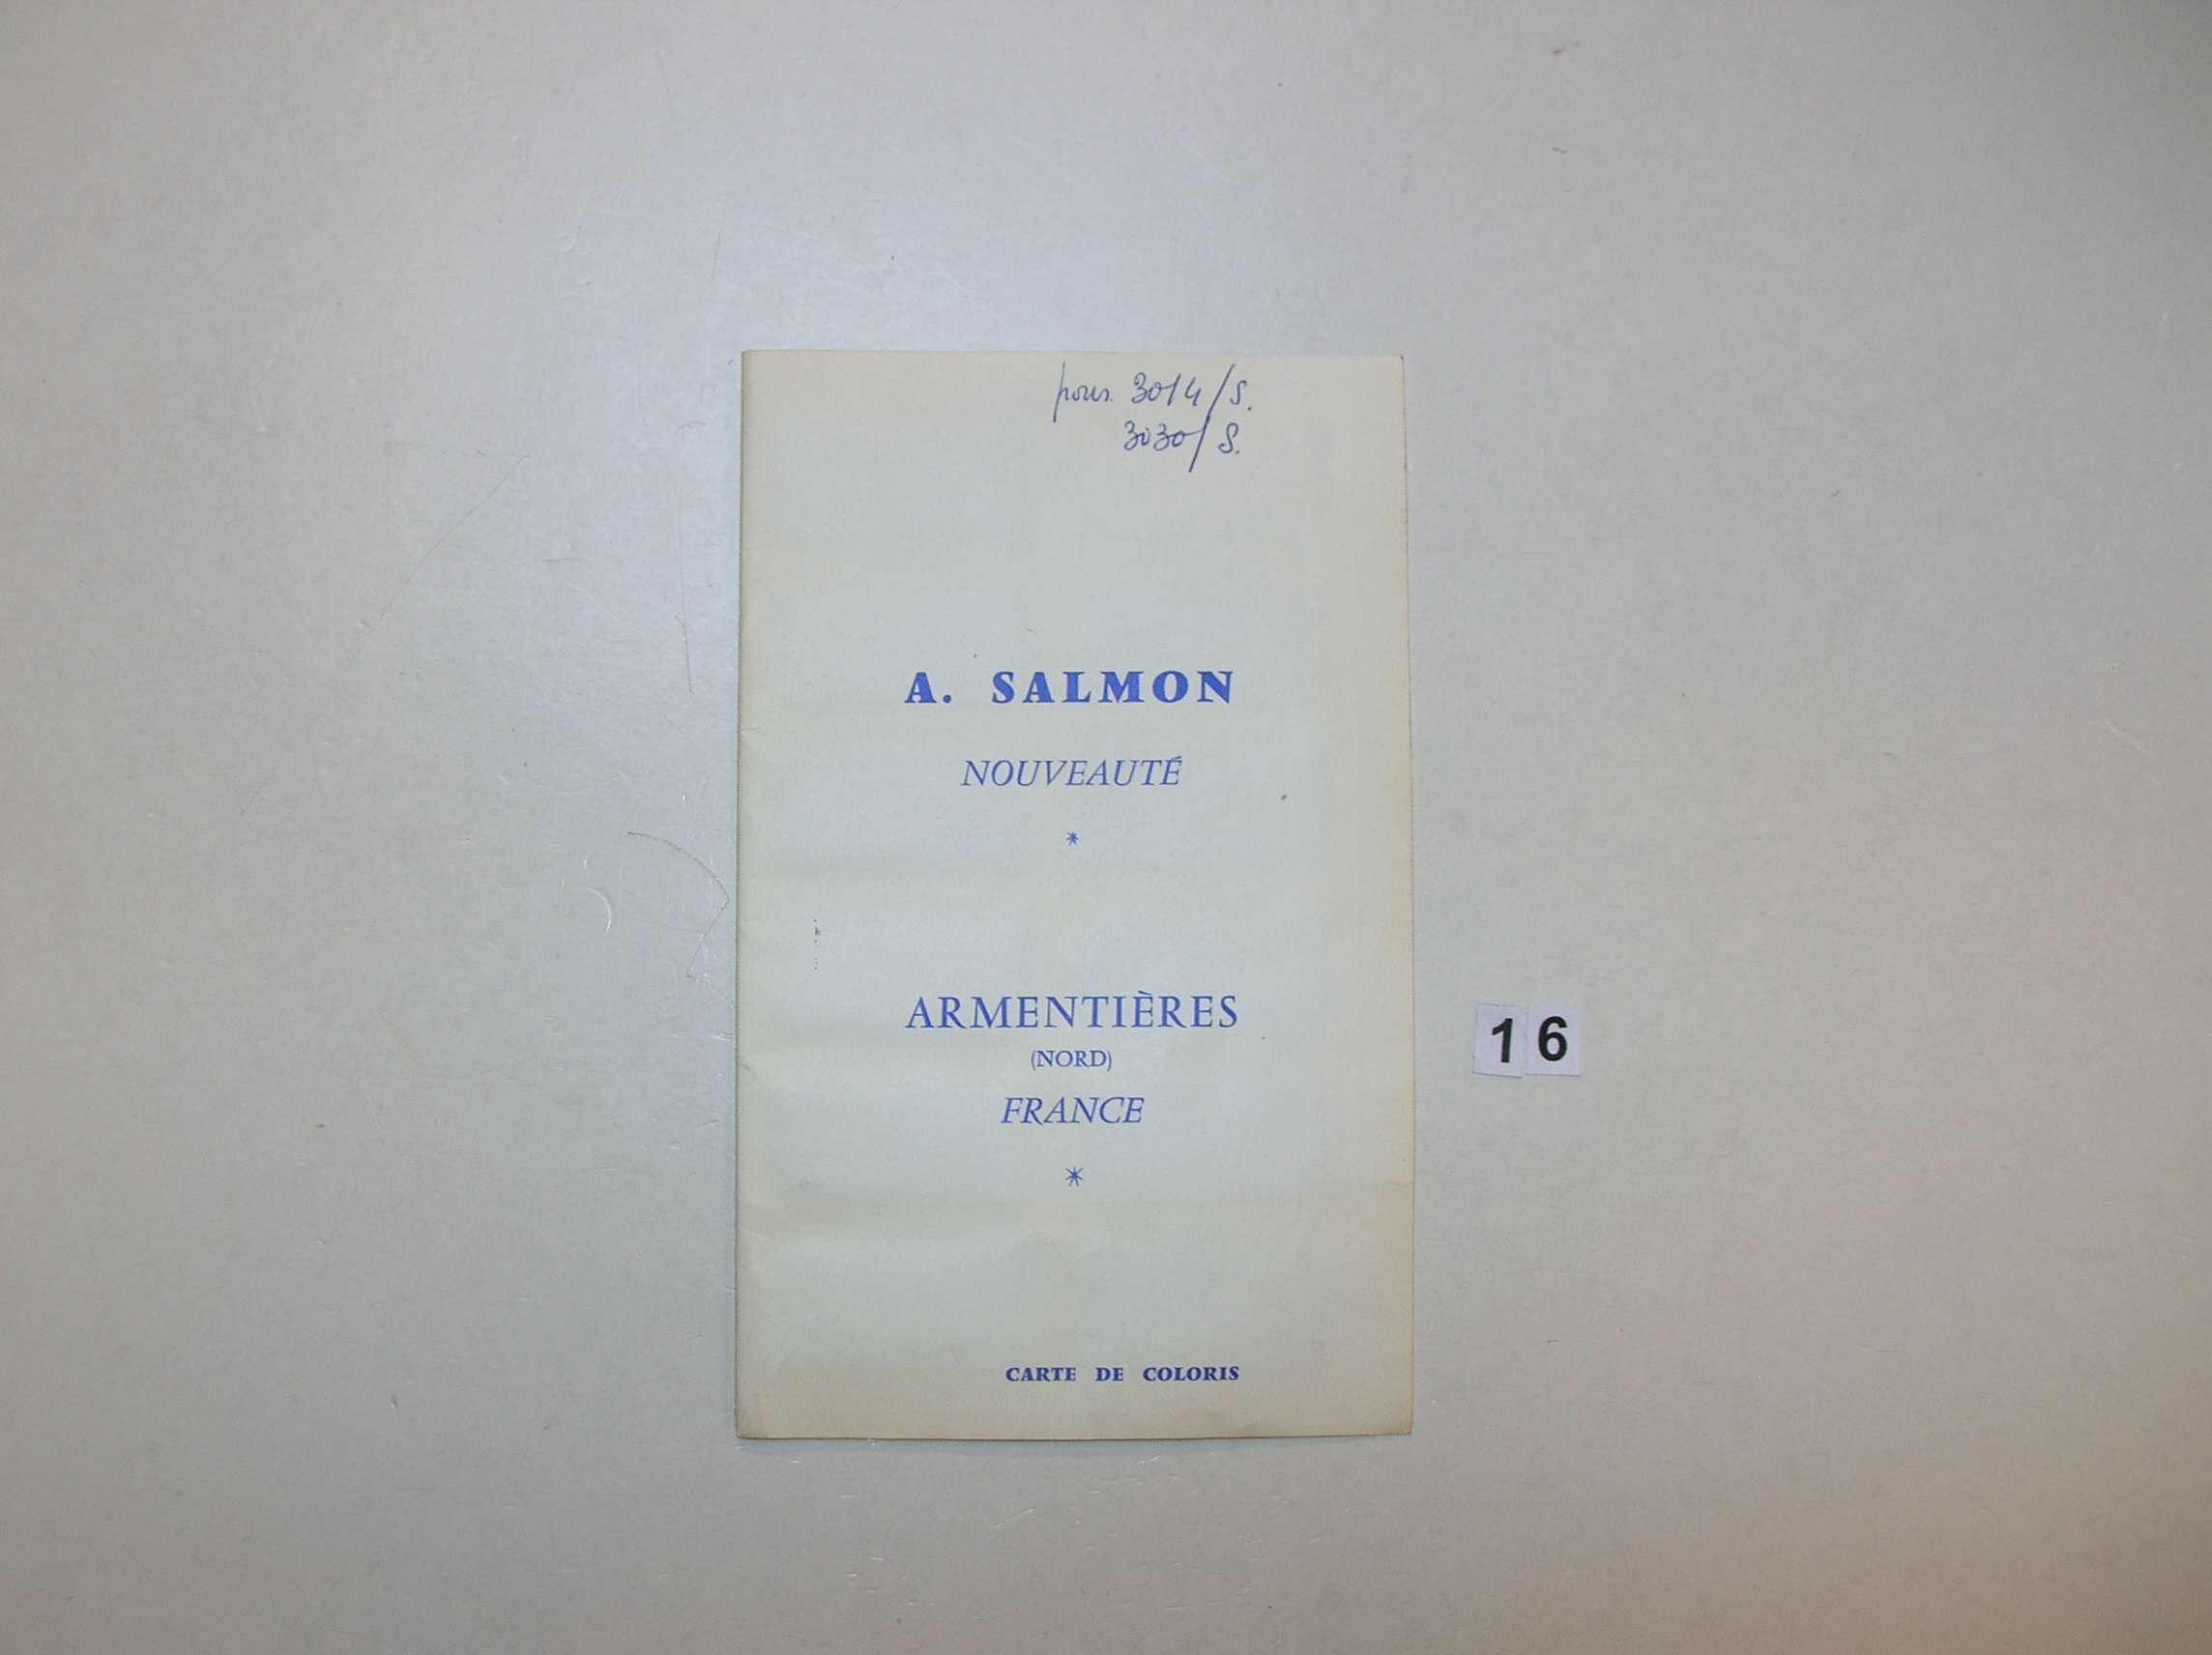 pour 3014/S.
3030/S.
A. SALMON
NOUVEAUTÉ
*
ARMENTIÈRES
(NORD)
FRANCE
*
CARTE DE COLORIS
16